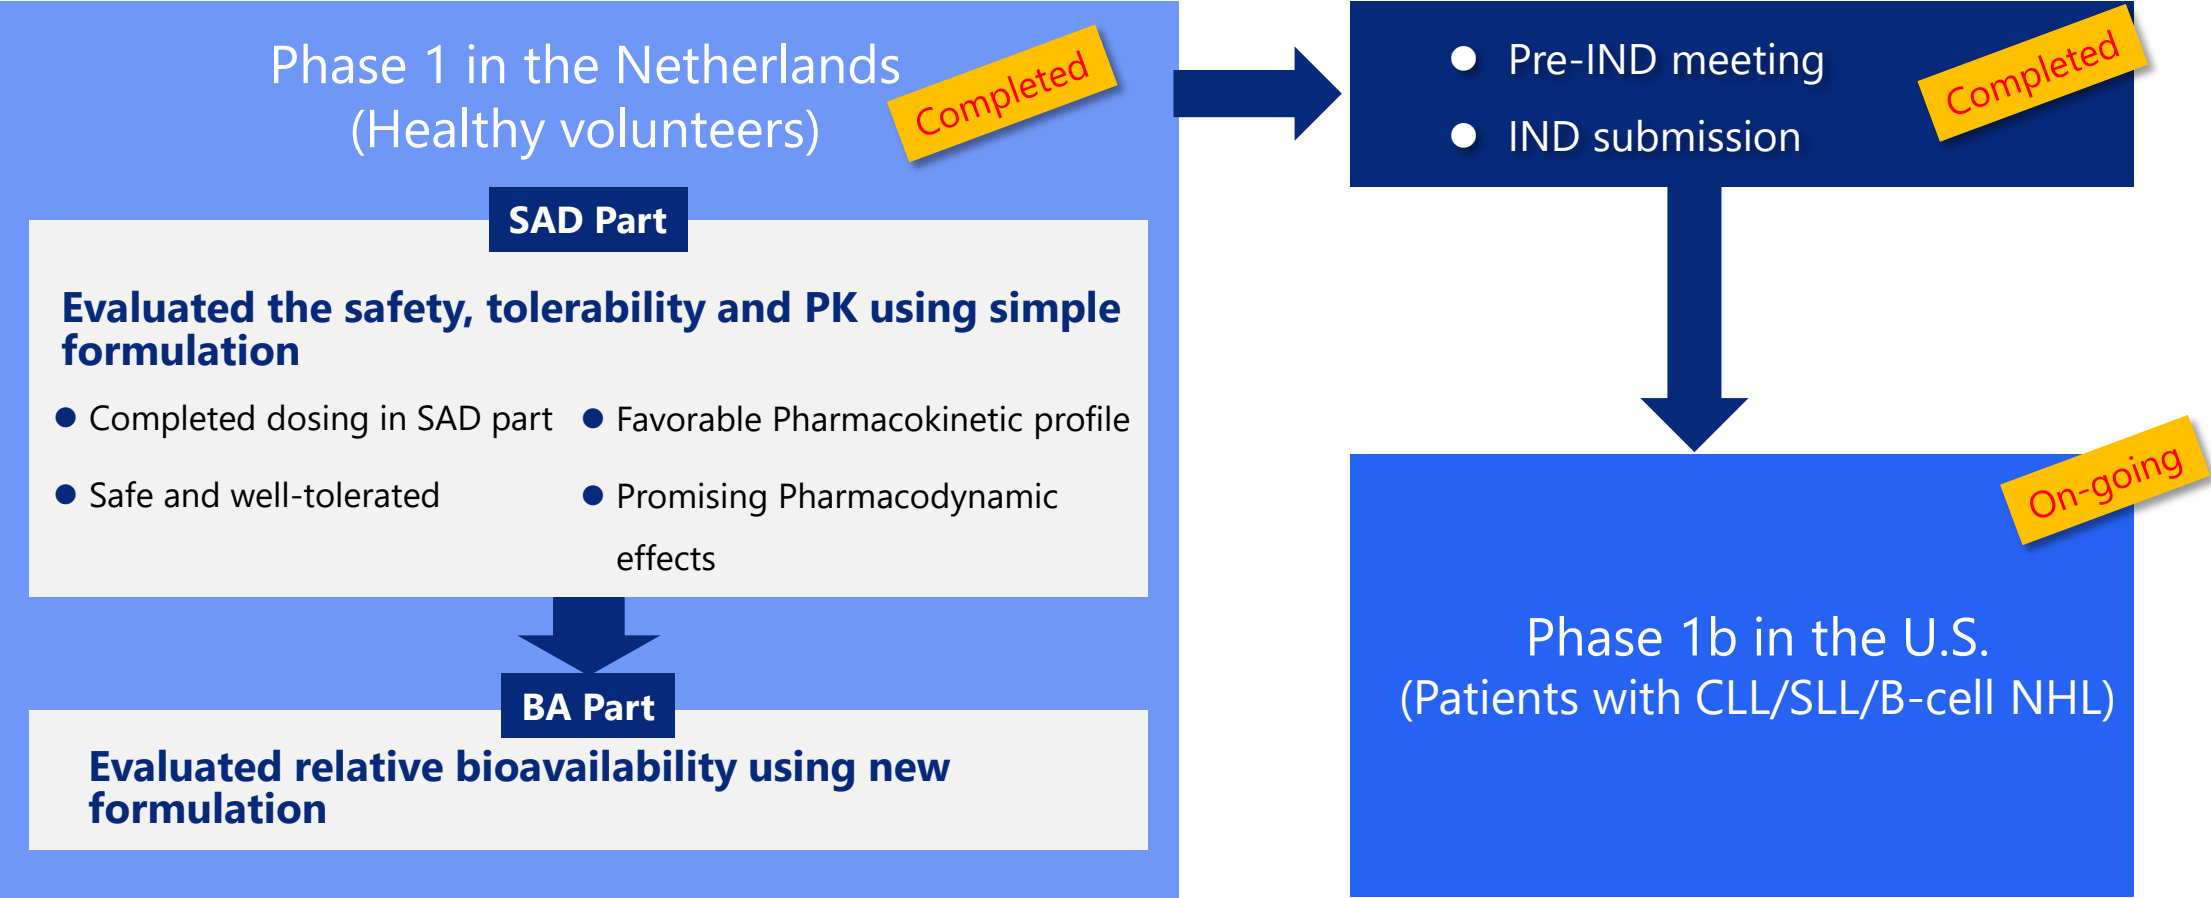 Phase 1 in the Netherlands
(Healthy volunteers)
Completed
SAD Part
Evaluated the safety, tolerability and PK using simple
formulation
● Completed dosing in SAD part
● Safe and well-tolerated
● Favorable Pharmacokinetic profile
● Promising Pharmacodynamic
effects
BA Part
Evaluated relative bioavailability using new
formulation
● Pre-IND meeting
● IND submission
Completed
On-going
Phase 1b in the U.S.
(Patients with CLL/SLL/B-cell NHL)